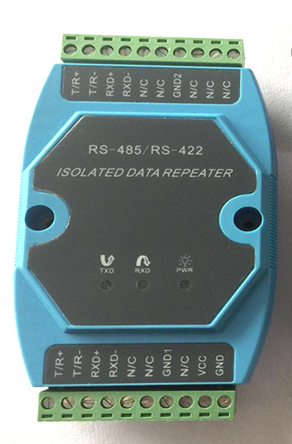 T/R+ T/R- RXD+ RXD- N/C N/C GND2 N/C N/C N/C
RS-485/RS-422
ISOLATED DATA REPEATER
TXD RXD PWR
T/R+ T/R- RXD+ RXD- N/C N/C GND1 N/C VCC GND